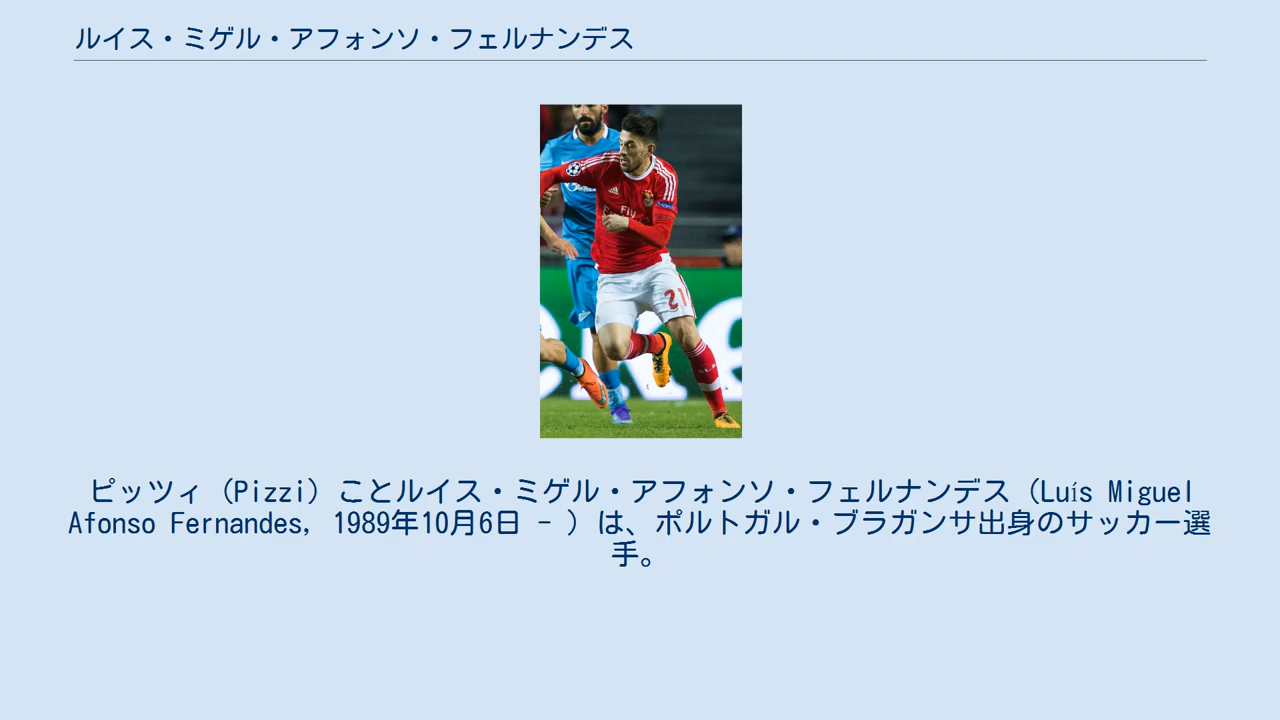 ルイス・ミゲル・アフォンソ・フェルナンデス
Fly
21
ピッツィ（Pizzi）ことルイス・ミゲル・アフォンソ・フェルナンデス（Luís Miguel
Afonso Fernandes, 1989年10月6日 - ）は、ポルトガル・ブラガンサ出身のサッカー選
手。